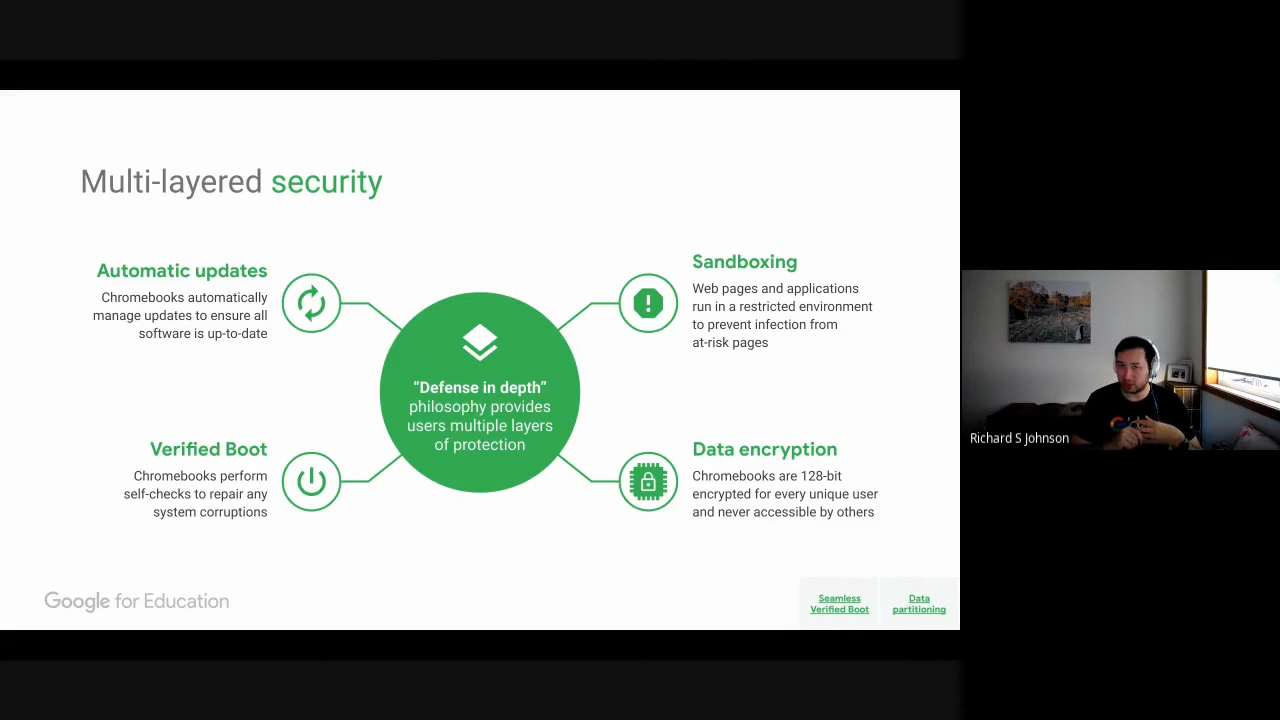 Multi-layered security
Automatic updates
Chromebooks automatically
manage updates to ensure all
software is up-to-date
Sandboxing
Web pages and applications
run in a restricted environment
to prevent infection from
at-risk pages
“Defense in depth”
philosophy provides
users multiple layers
of protection
Verified Boot
Chromebooks perform
self-checks to repair any
system corruptions
Data encryption
Chromebooks are 128-bit
encrypted for every unique user
and never accessible by others
Google for Education
Seamless
Verified Boot
Data
partitioning
Richard S Johnson